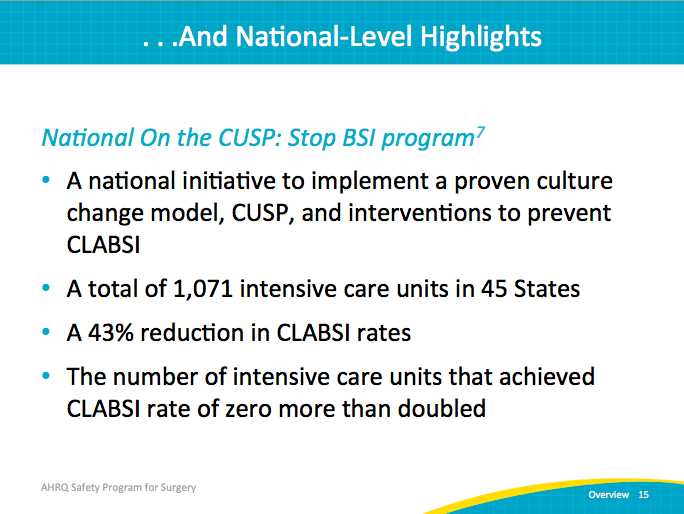 . . .And National-Level Highlights
National On the CUSP: Stop BSI program7
• A national initiative to implement a proven culture
change model, CUSP, and interventions to prevent
CLABSI
• A total of 1,071 intensive care units in 45 States
• A 43% reduction in CLABSI rates
• The number of intensive care units that achieved
CLABSI rate of zero more than doubled
AHRQ Safety Program for Surgery
Overview 15